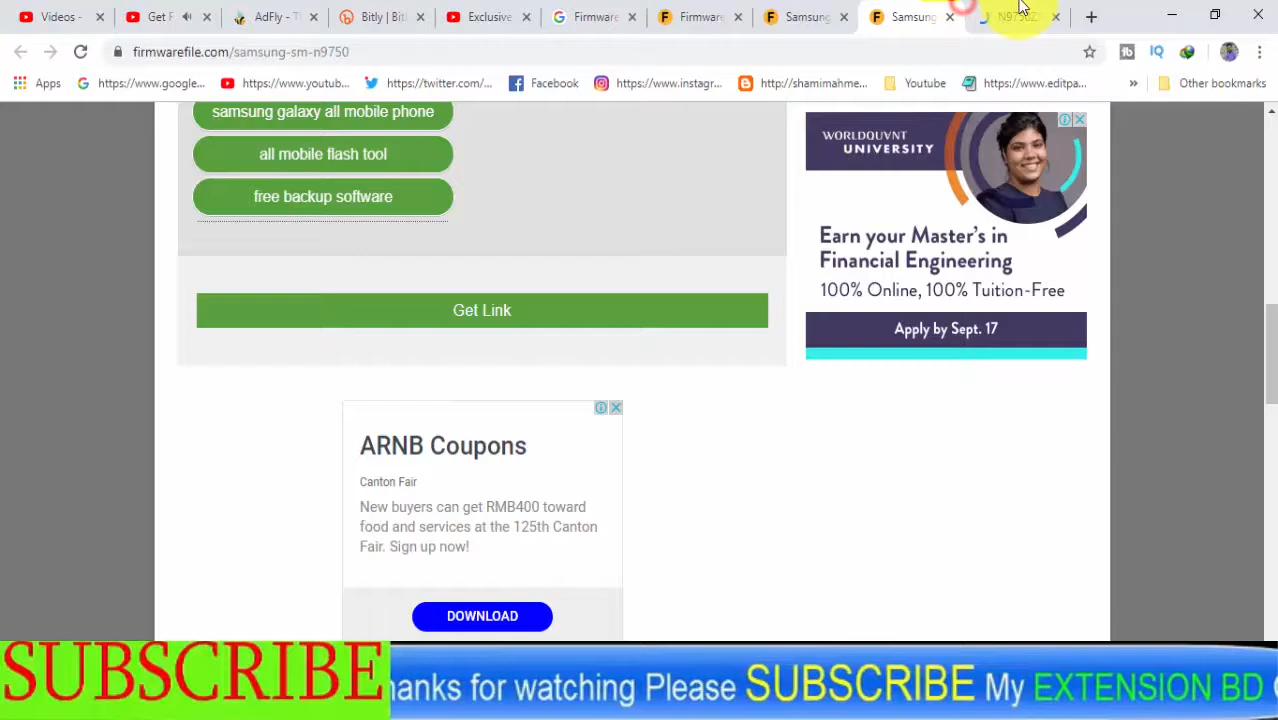 Videos -
Get F
AdFly - Th
Bitly | Bitl
Exclusive
Firmware
Firmware
Samsung
Samsung
firmwarefile.com/samsung-sm-n9750
Apps
https://www.google...
https://www.youtub...
https://twitter.com/...
Facebook
https://www.instagr...
http://shamimahme...
Youtube
https://www.editpa...
»
Other bookmarks
samsung galaxy all mobile phone
all mobile flash tool
free backup software
Get Link
WORLDQUVNT
UNIVERSITY
Earn your Master's in
Financial Engineering
100% Online, 100% Tuition-Free
Apply by Sept. 17
ARNB Coupons
Canton Fair
New buyers can get RMB400 toward
food and services at the 125th Canton
Fair. Sign up now!
DOWNLOAD
SUBSCRIBE
hanks for watching Please SUBSCRIBE My EXTENSION BD